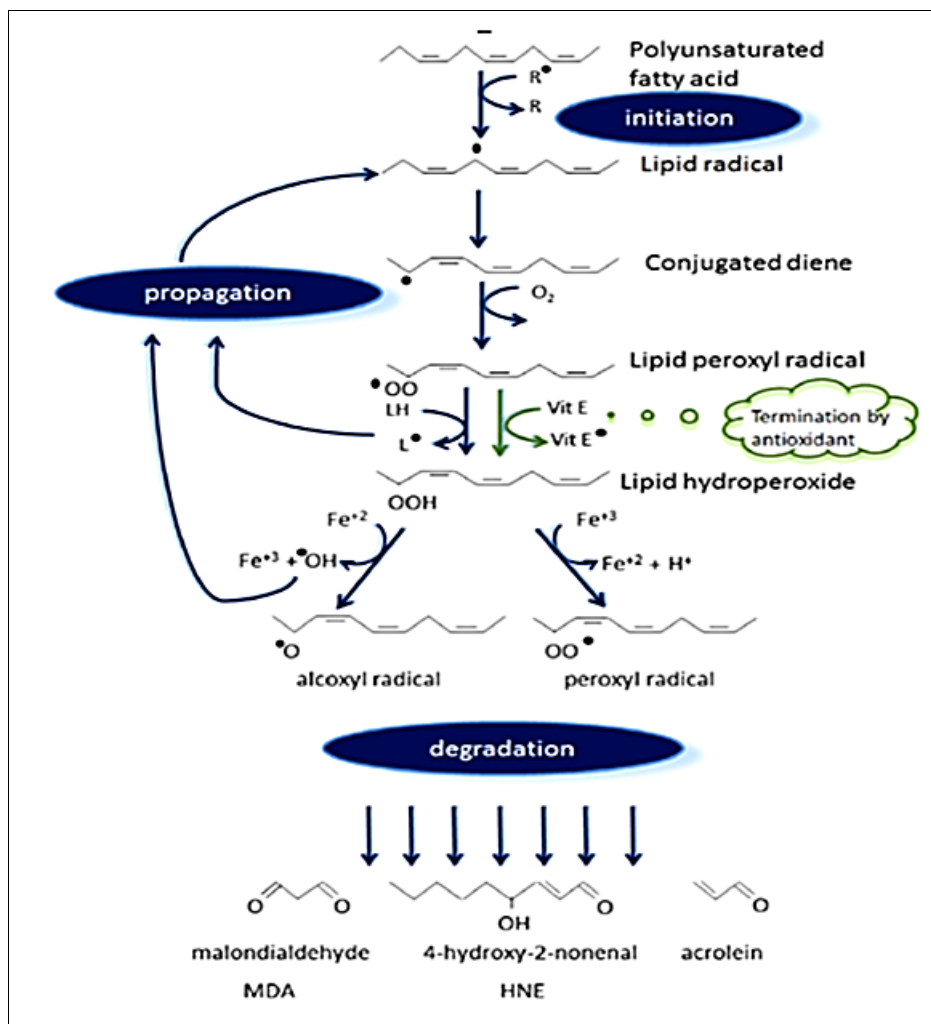 Polyunsaturated
fatty acid
R•
R
initiation
Lipid radical
Conjugated diene
propagation
O₂
Lipid peroxyl radical
•OO
LH
Vit E
Termination by
antioxidant
L•
Vit E•
Lipid hydroperoxide
OOH
Fe⁺²
Fe⁺³
Fe⁺³ + •OH
Fe⁺² + H⁺
•O
OO•
alcoxyl radical
peroxyl radical
degradation
O
O
O
O
OH
malondialdehyde
4-hydroxy-2-nonenal
acrolein
MDA
HNE